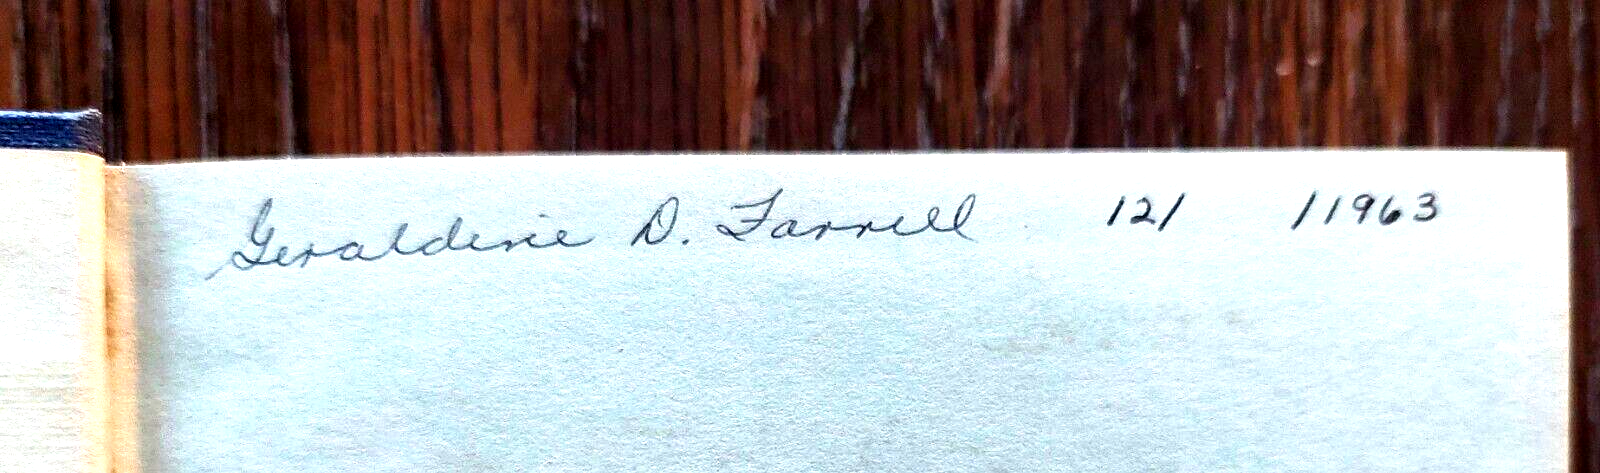 Geraldine D. Farrell 12/ /1963